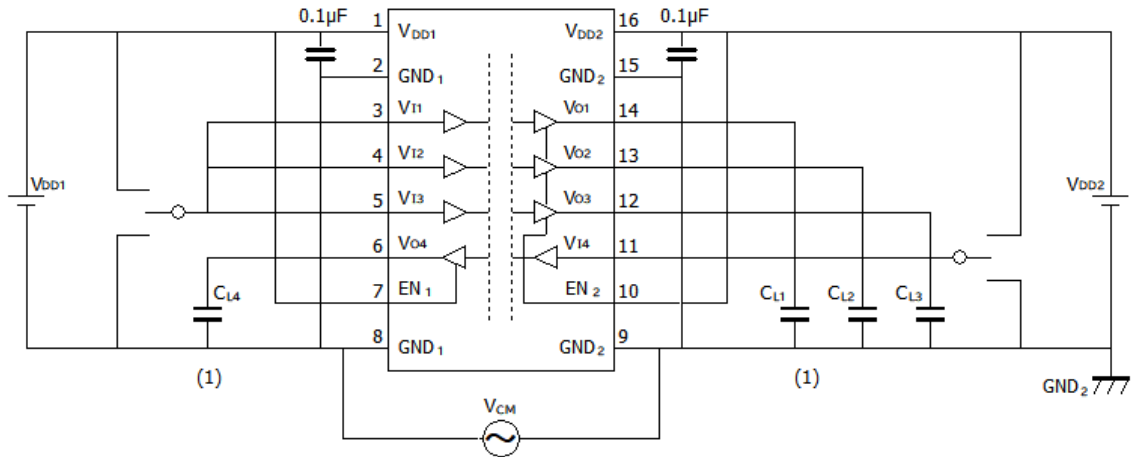 0.1µF
1
VDD1
VDD2
16
0.1µF
2
GND1
GND2
15
3
VI1
VO1
14
4
VI2
VO2
13
VDD1
VDD2
5
VI3
VO3
12
6
VO4
VI4
11
CL4
7
EN1
EN2
10
CL1
CL2
CL3
8
GND1
GND2
9
(1)
(1)
GND2
VCM